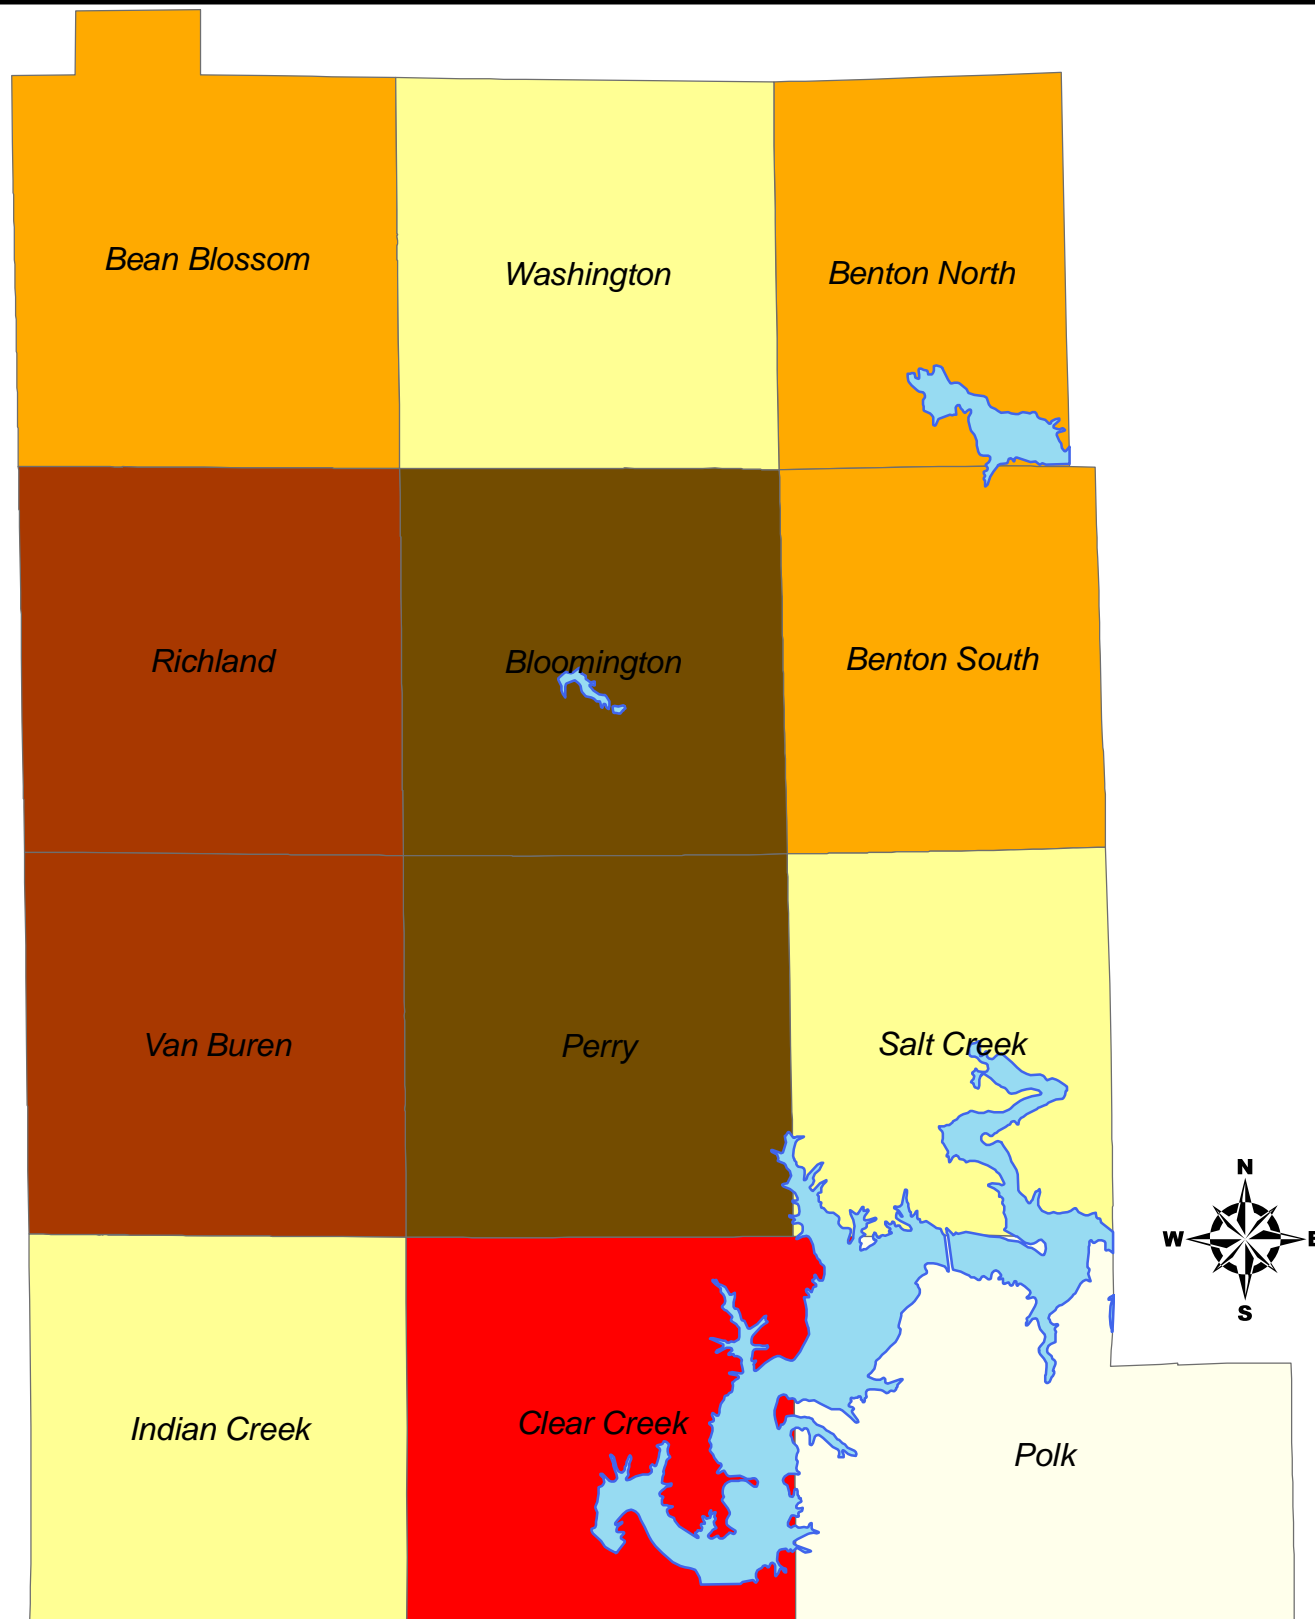 Bean Blossom
Washington
Benton North
Richland
Bloomington
Benton South
Van Buren
Perry
Salt Creek
N
W
E
S
Indian Creek
Clear Creek
Polk